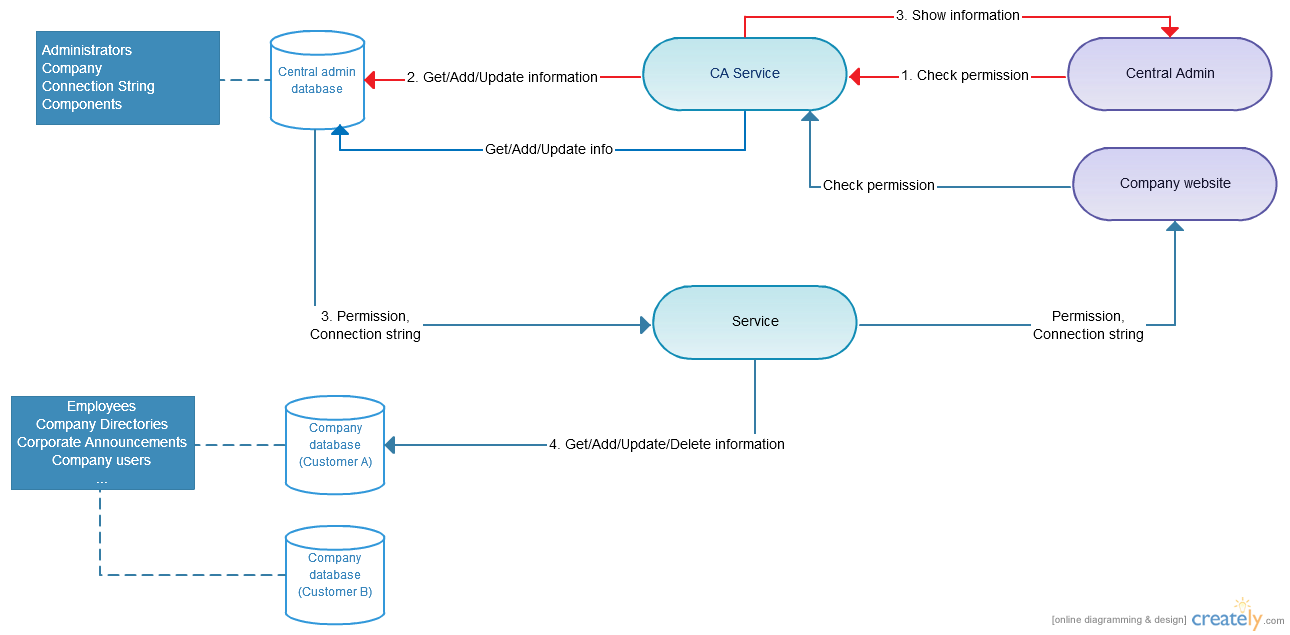 3. Show information
Administrators
Company
Connection String
Components
Central admin
database
2. Get/Add/Update information
CA Service
1. Check permission
Central Admin
Get/Add/Update info
Check permission
Company website
3. Permission,
Connection string
Service
Permission,
Connection string
Employees
Company Directories
Corporate Announcements
Company users
...
Company
database
(Customer A)
4. Get/Add/Update/Delete information
Company
database
(Customer B)
[online diagramming & design] creately.com